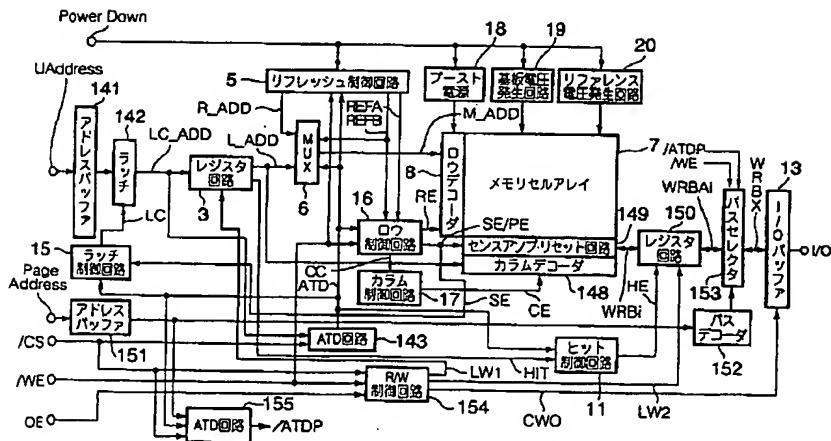 Power Down
UAddress
141
アドレスバッファ
142
ラッチ
LC_ADD
LC
15
ラッチ制御回路
Page Address
アドレスバッファ
151
/CS
/WE
OE
155
ATD回路
/ATDP
5
リフレッシュ制御回路
R_ADD
REFA
REFB
L_ADD
レジスタ回路
3
MUX
6
M_ADD
18
ブースト電源
19
基板電圧発生回路
20
リファレンス電圧発生回路
8
ロウデコーダ
メモリセルアレイ
7
16
ロウ制御回路
RE
SE/PE
CC
ATD
カラム制御回路
17
SE
CE
センスアンプ・リセット回路
149
カラムデコーダ
148
WRBi
ATD回路
143
HIT
LW1
R/W制御回路
154
ヒット制御回路
11
HE
LW2
CWO
150
レジスタ回路
WRBAi
/ATDP
/WE
バスセレクタ
153
WRBXi
バスデコーダ
152
13
I/Oバッファ
I/O